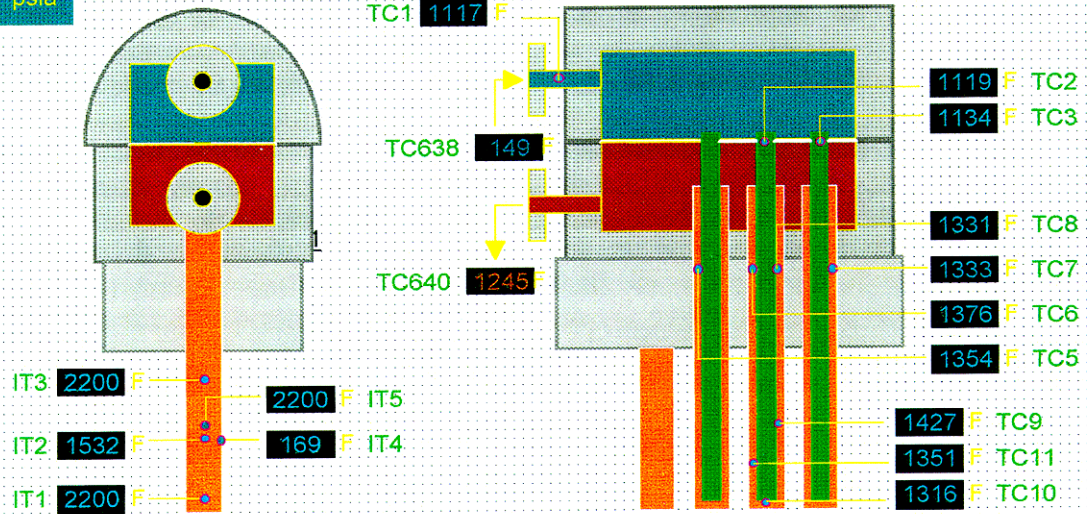 psia
TC1 1117 F
1119 F TC2
1134 F TC3
TC638 149 F
1331 F TC8
1
TC640 1245 F
1333 F TC7
1376 F TC6
1354 F TC5
IT3 2200 F
2200 F IT5
IT2 1532 F
169 F IT4
1427 F TC9
1351 F TC11
IT1 2200 F
1316 F TC10